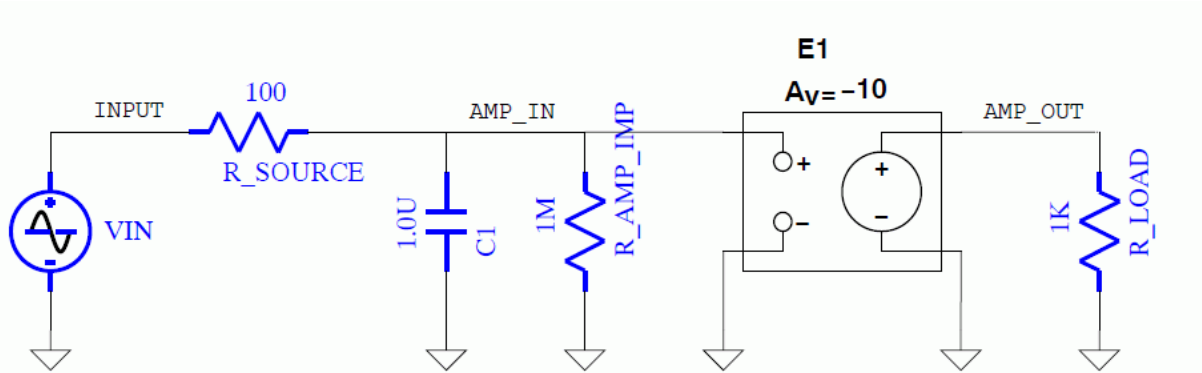 E1
Av= -10
INPUT
100
R_SOURCE
AMP_IN
AMP_OUT
VIN
1.0U
C1
1M
R_AMP_IMP
+
-
+
-
1K
R_LOAD